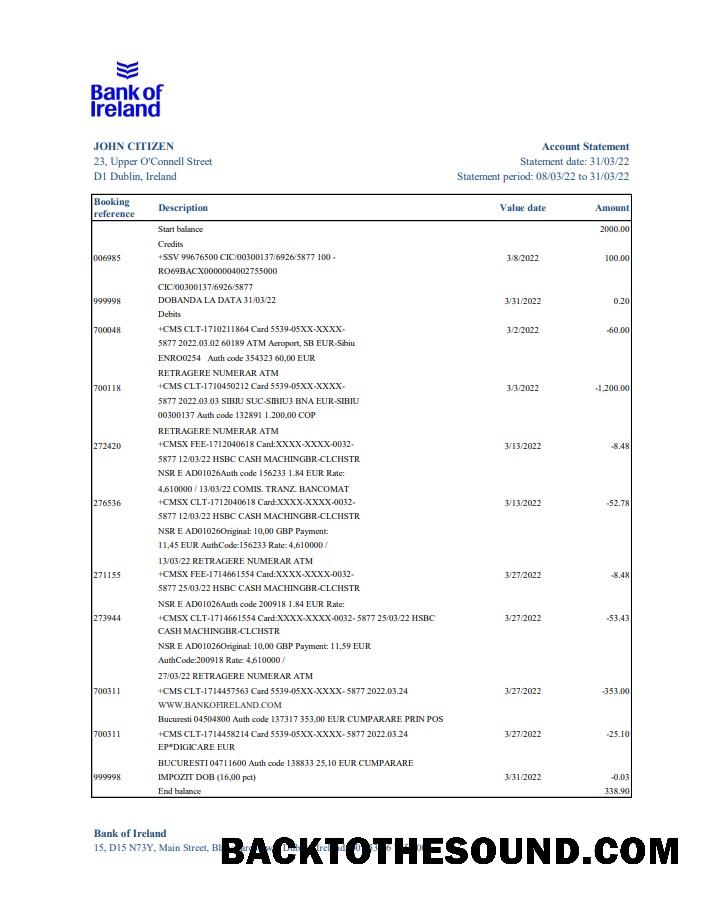 Bank of
Ireland
JOHN CITIZEN
Account Statement
23, Upper O'Connell Street
Statement date: 31/03/22
D1 Dublin, Ireland
Statement period: 08/03/22 to 31/03/22
Booking reference Description Value date Amount
Start balance 2000.00
Credits
006985 +SSV 99676500 CIC/00300137/6926/5877 100 - 3/8/2022 100.00
RO69BACX0000004002755000
CIC/00300137/6926/5877
999998 DOBANDA LA DATA 31/03/22 3/31/2022 0.20
Debits
700048 +CMS CLT-1710211864 Card 5539-05XX-XXXX- 3/2/2022 -60.00
5877 2022.03.02 60189 ATM Aeroport, SB EUR-Sibiu
ENRO0254 Auth code 354323 60,00 EUR
RETRAGERE NUMERAR ATM
700118 +CMS CLT-1710450212 Card 5539-05XX-XXXX- 3/3/2022 -1,200.00
5877 2022.03.03 SIBIU SUC-SIBIU3 BNA EUR-SIBIU
00300137 Auth code 132891 1.200,00 COP
RETRAGERE NUMERAR ATM
272420 +CMSX FEE-1712040618 Card:XXXX-XXXX-0032- 3/13/2022 -8.48
5877 12/03/22 HSBC CASH MACHINGBR-CLCHSTR
NSR E AD01026Auth code 156233 1.84 EUR Rate:
4,610000 / 13/03/22 COMIS. TRANZ. BANCOMAT
276536 +CMSX CLT-1712040618 Card:XXXX-XXXX-0032- 3/13/2022 -52.78
5877 12/03/22 HSBC CASH MACHINGBR-CLCHSTR
NSR E AD01026Original: 10,00 GBP Payment:
11,45 EUR AuthCode:156233 Rate: 4,610000 /
13/03/22 RETRAGERE NUMERAR ATM
271155 +CMSX FEE-1714661554 Card:XXXX-XXXX-0032- 3/27/2022 -8.48
5877 25/03/22 HSBC CASH MACHINGBR-CLCHSTR
NSR E AD01026Auth code 200918 1.84 EUR Rate:
273944 +CMSX CLT-1714661554 Card:XXXX-XXXX-0032- 5877 25/03/22 HSBC 3/27/2022 -53.43
CASH MACHINGBR-CLCHSTR
NSR E AD01026Original: 10,00 GBP Payment: 11,59 EUR
AuthCode:200918 Rate: 4,610000 /
27/03/22 RETRAGERE NUMERAR ATM
700311 +CMS CLT-1714457563 Card 5539-05XX-XXXX- 5877 2022.03.24 3/27/2022 -353.00
WWW.BANKOFIRELAND.COM
Bucuresti 04504800 Auth code 137317 353,00 EUR CUMPARARE PRIN POS
700311 +CMS CLT-1714458214 Card 5539-05XX-XXXX- 5877 2022.03.24 3/27/2022 -25.10
EP*DIGICARE EUR
BUCURESTI 04711600 Auth code 138833 25,10 EUR CUMPARARE
999998 IMPOZIT DOB (16,00 pct) 3/31/2022 -0.03
End balance 338.90
Bank of Ireland
15, D15 N73Y, Main Street,
BACKTOTHESOUND.COM